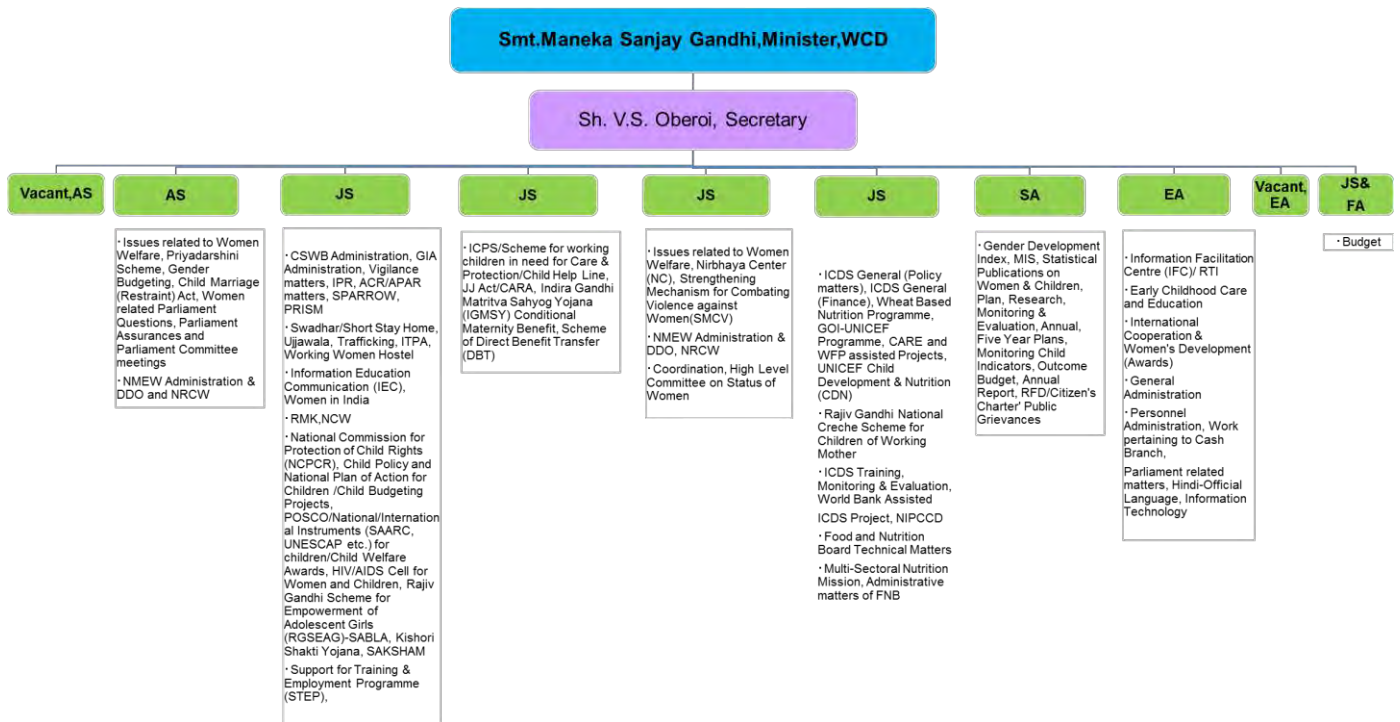 Smt.Maneka Sanjay Gandhi,Minister,WCD
Sh. V.S. Oberoi, Secretary
Vacant,AS
AS
JS
JS
JS
JS
SA
EA
Vacant,
EA
JS&
FA
· Issues related to Women
Welfare, Priyadarshini
Scheme, Gender
Budgeting, Child Marriage
(Restraint) Act, Women
related Parliament
Questions, Parliament
Assurances and
Parliament Committee
meetings
· NMEW Administration &
DDO and NRCW
· CSWB Administration, GIA
Administration, Vigilance
matters, IPR, ACR/APAR
matters, SPARROW,
PRISM
· Swadhar/Short Stay Home,
Ujjawala, Trafficking, ITPA,
Working Women Hostel
· Information Education
Communication (IEC),
Women in India
· RMK,NCW
· National Commission for
Protection of Child Rights
(NCPCR), Child Policy and
National Plan of Action for
Children /Child Budgeting
Projects,
POSCO/National/Internation
al Instruments (SAARC,
UNESCAP etc.) for
children/Child Welfare
Awards, HIV/AIDS Cell for
Women and Children, Rajiv
Gandhi Scheme for
Empowerment of
Adolescent Girls
(RGSEAG)-SABLA, Kishori
Shakti Yojana, SAKSHAM
· Support for Training &
Employment Programme
(STEP),
· ICPS/Scheme for working
children in need for Care &
Protection/Child Help Line,
JJ Act/CARA, Indira Gandhi
Matritva Sahyog Yojana
(IGMSY) Conditional
Maternity Benefit, Scheme
of Direct Benefit Transfer
(DBT)
· Issues related to Women
Welfare, Nirbhaya Center
(NC), Strengthening
Mechanism for Combating
Violence against
Women(SMCV)
· NMEW Administration &
DDO, NRCW
· Coordination, High Level
Committee on Status of
Women
· ICDS General (Policy
matters), ICDS General
(Finance), Wheat Based
Nutrition Programme,
GOI-UNICEF
Programme, CARE and
WFP assisted Projects,
UNICEF Child
Development & Nutrition
(CDN)
· Rajiv Gandhi National
Creche Scheme for
Children of Working
Mother
· ICDS Training,
Monitoring & Evaluation,
World Bank Assisted
ICDS Project, NIPCCD
· Food and Nutrition
Board Technical Matters
· Multi-Sectoral Nutrition
Mission, Administrative
matters of FNB
· Gender Development
Index, MIS, Statistical
Publications on
Women & Children,
Plan, Research,
Monitoring &
Evaluation, Annual,
Five Year Plans,
Monitoring Child
Indicators, Outcome
Budget, Annual
Report, RFD/Citizen's
Charter' Public
Grievances
· Information Facilitation
Centre (IFC)/ RTI
· Early Childhood Care
and Education
· International
Cooperation &
Women's Development
(Awards)
· General
Administration
· Personnel
Administration, Work
pertaining to Cash
Branch,
Parliament related
matters, Hindi-Official
Language, Information
Technology
· Budget